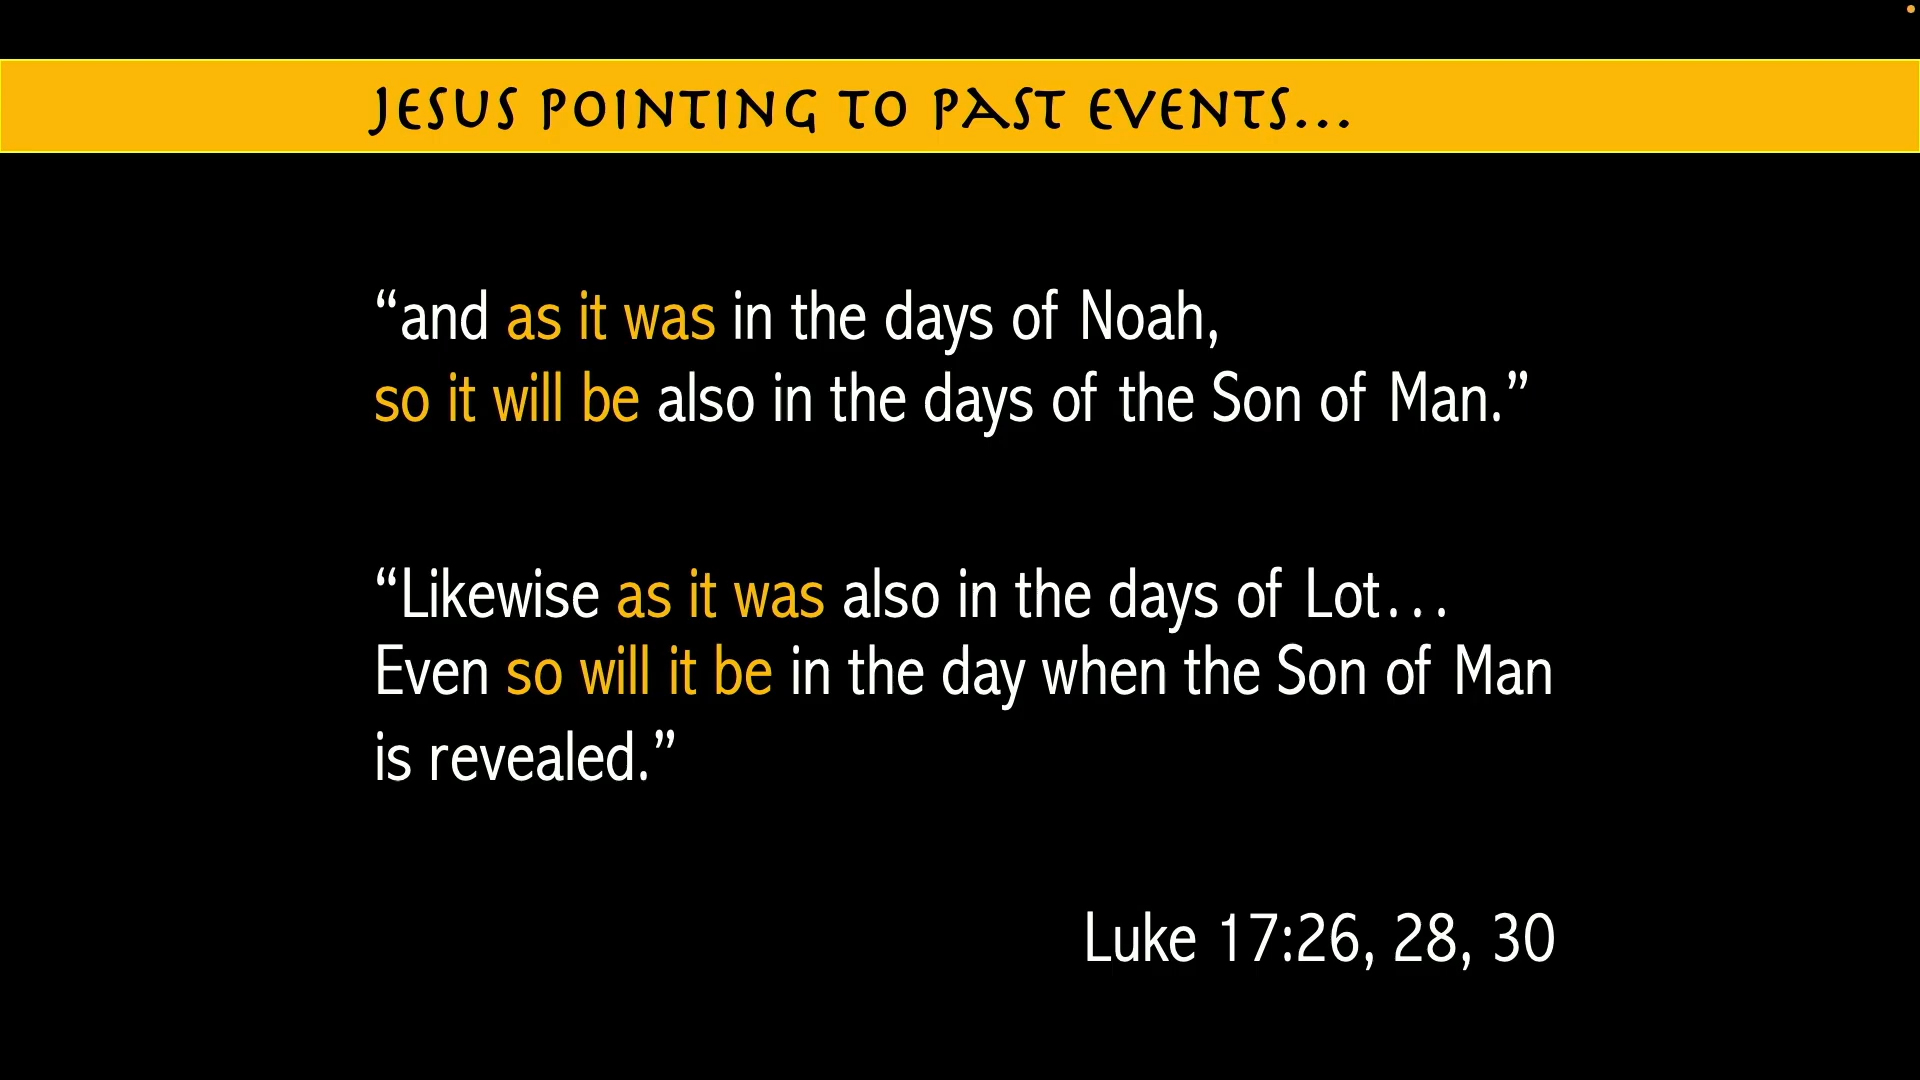 JESUS POINTING TO PAST EVENTS...
“and as it was in the days of Noah,
so it will be also in the days of the Son of Man.”
“Likewise as it was also in the days of Lot...
Even so will it be in the day when the Son of Man
is revealed.”
Luke 17:26, 28, 30